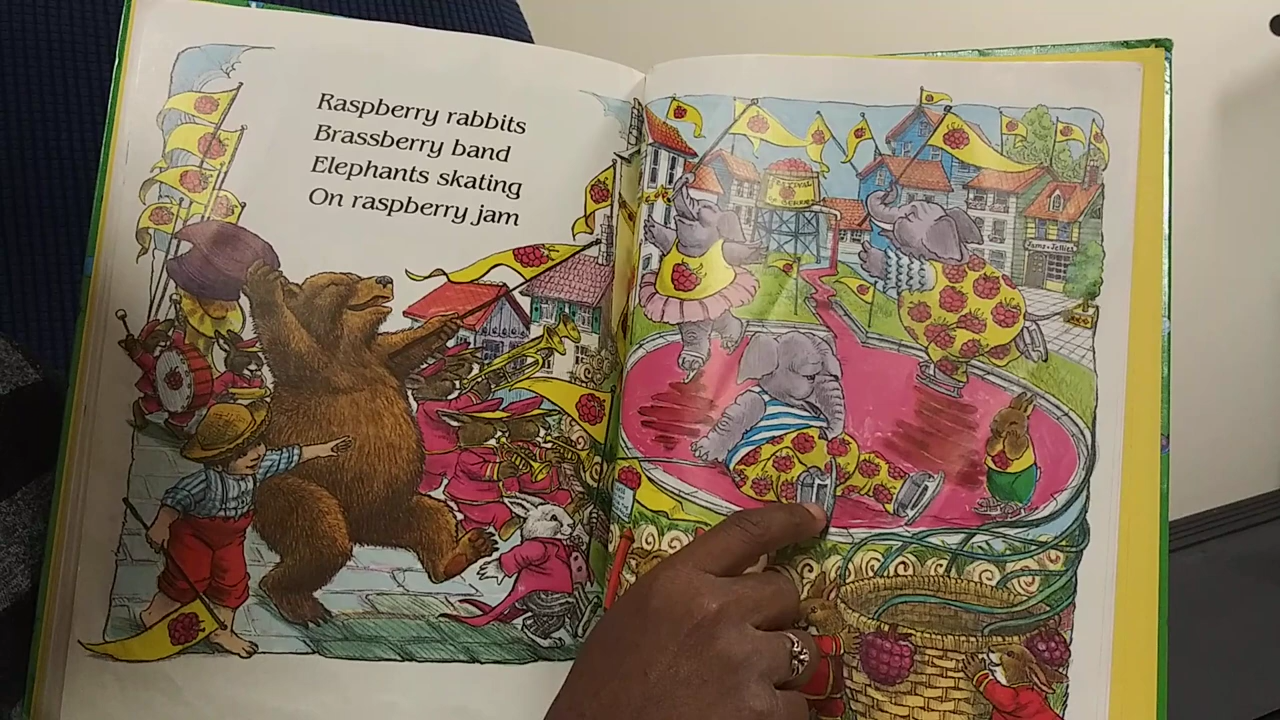 Raspberry rabbits
Brassberry band
Elephants skating
On raspberry jam
Jams & Jellies